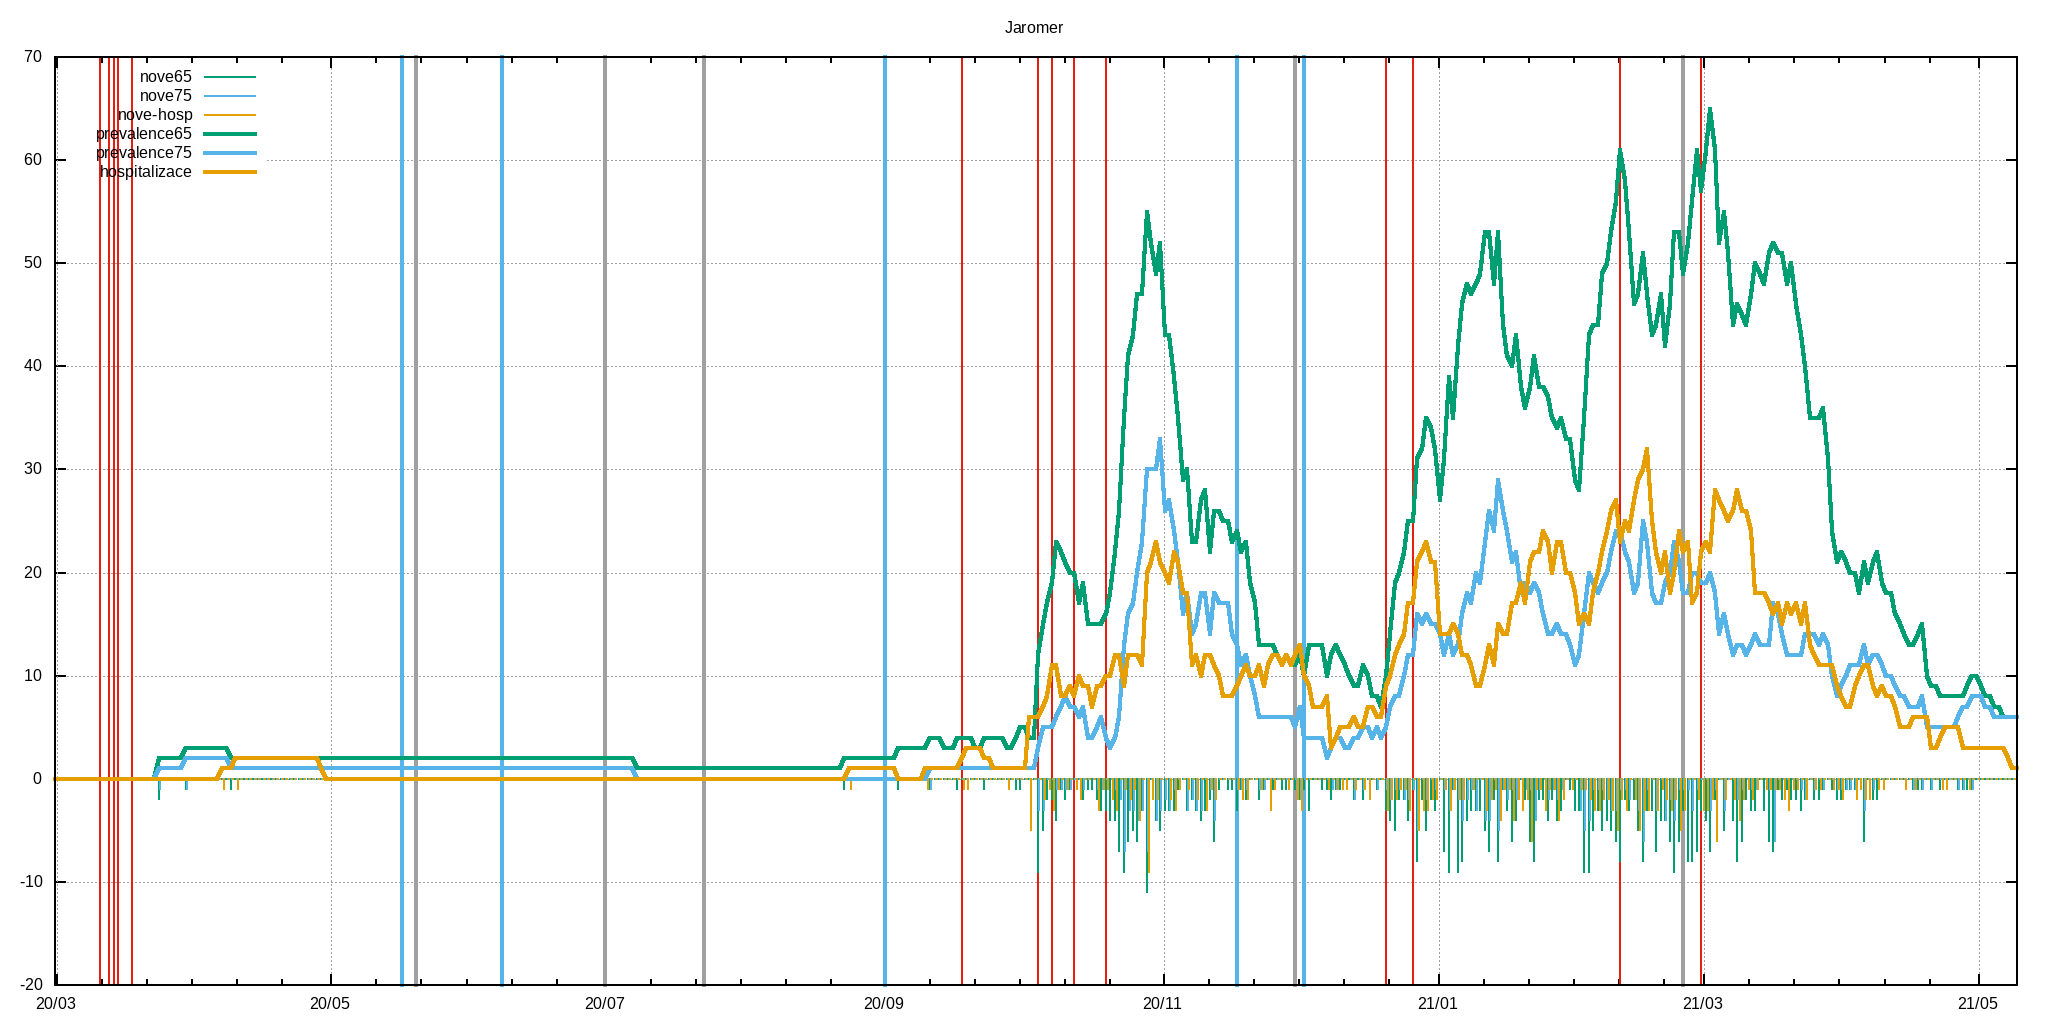 Jaromer
70
60
50
40
30
20
10
0
-10
-20
nove65
nove75
nove-hosp
prevalence65
prevalence75
hospitalizace
20/03 20/05 20/07 20/09 20/11 21/01 21/03 21/05